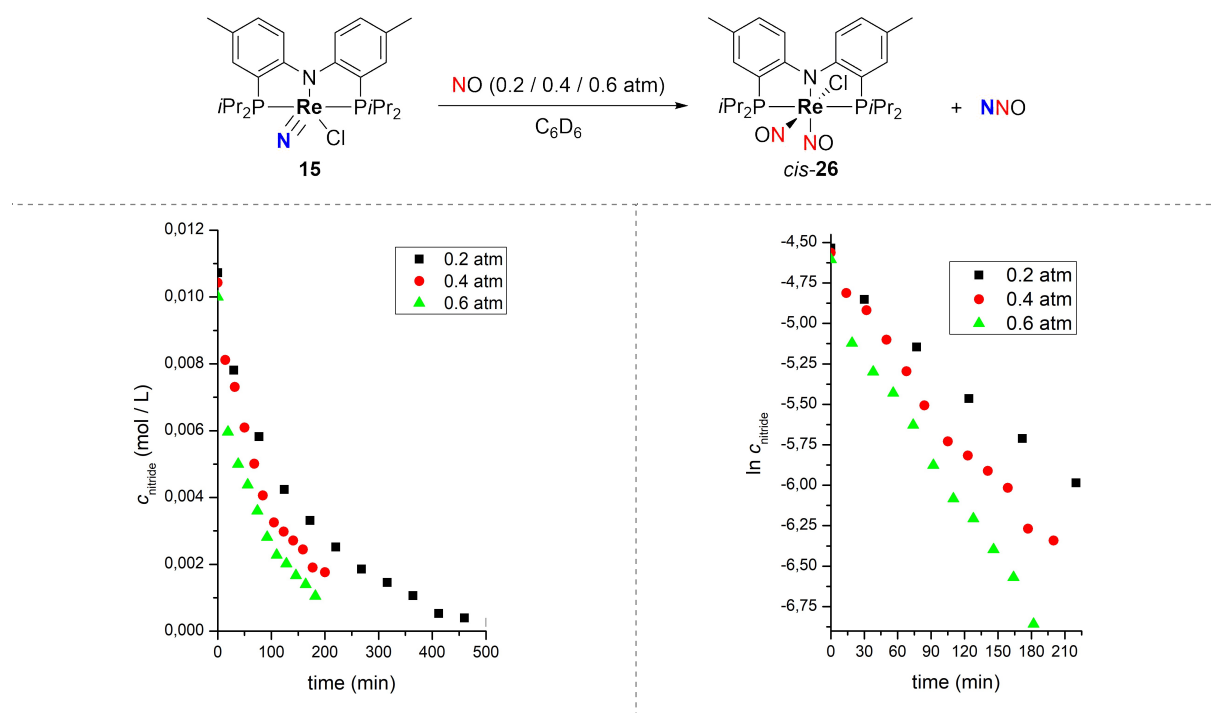 NO (0.2 / 0.4 / 0.6 atm)
C6D6
N
iPr2P
Re
PiPr2
N
Cl
15
N
Cl
iPr2P
Re
PiPr2
ON
NO
cis-26
+ NNO
0,012
0,010
0,008
0,006
0,004
0,002
0,000
cnitride (mol / L)
0.2 atm
0.4 atm
0.6 atm
0 100 200 300 400 500
time (min)
-4,50
-4,75
-5,00
-5,25
-5,50
-5,75
-6,00
-6,25
-6,50
-6,75
ln cnitride
0.2 atm
0.4 atm
0.6 atm
0 30 60 90 120 150 180 210
time (min)